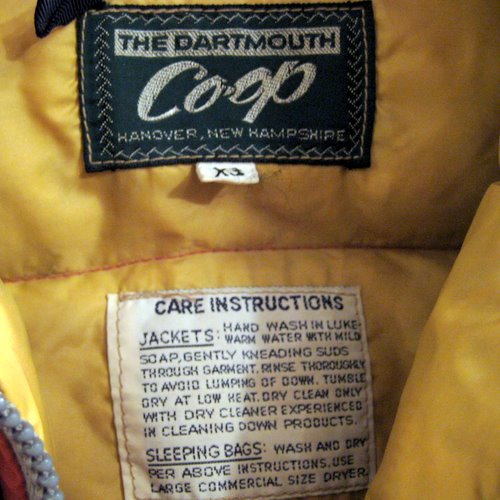 THE DARTMOUTH
Co-op
HANOVER, NEW HAMPSHIRE
XS
CARE INSTRUCTIONS
JACKETS: HAND WASH IN LUKE-
WARM WATER WITH MILD
SOAP, GENTLY KNEADING SUDS
THROUGH GARMENT. RINSE THOROUGHLY
TO AVOID LUMPING OF DOWN. TUMBLE
DRY AT LOW HEAT. DRY CLEAN ONLY
WITH DRY CLEANER EXPERIENCED
IN CLEANING DOWN PRODUCTS.
SLEEPING BAGS: WASH AND DRY
PER ABOVE INSTRUCTIONS. USE
LARGE COMMERCIAL SIZE DRYER.